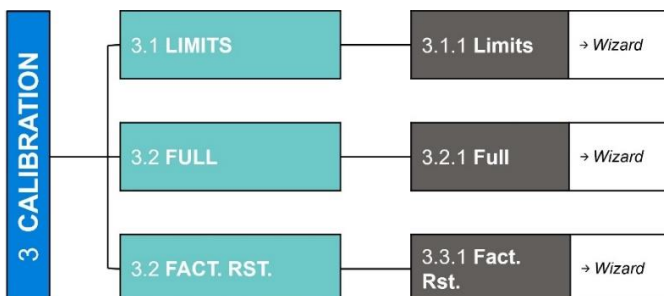 3 CALIBRATION
3.1 LIMITS
3.1.1 Limits
→ Wizard
3.2 FULL
3.2.1 Full
→ Wizard
3.2 FACT. RST.
3.3.1 Fact.
Rst.
→ Wizard